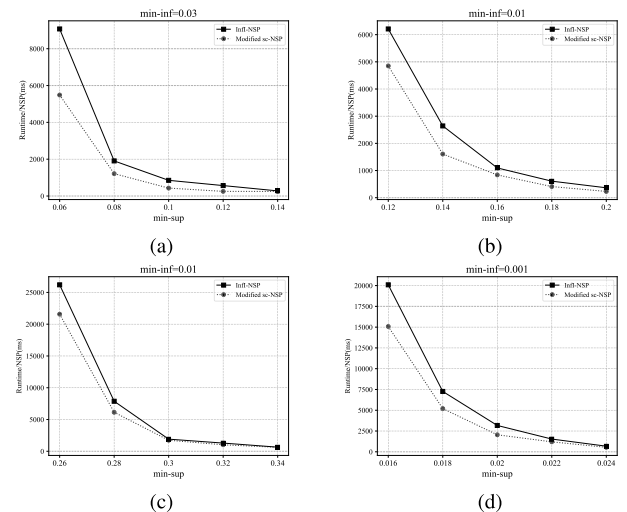 min-inf=0.03
Infl-NSP
Modified sc-NSP
Runtime/NSP(ms)
8000
6000
4000
2000
0
0.06 0.08 0.1 0.12 0.14
min-sup
(a)
min-inf=0.01
Infl-NSP
Modified sc-NSP
Runtime/NSP(ms)
6000
5000
4000
3000
2000
1000
0
0.12 0.14 0.16 0.18 0.2
min-sup
(b)
min-inf=0.01
Infl-NSP
Modified sc-NSP
Runtime/NSP(ms)
25000
20000
15000
10000
5000
0
0.26 0.28 0.3 0.32 0.34
min-sup
(c)
min-inf=0.001
Infl-NSP
Modified sc-NSP
Runtime/NSP(ms)
20000
17500
15000
12500
10000
7500
5000
2500
0
0.016 0.018 0.02 0.022 0.024
min-sup
(d)